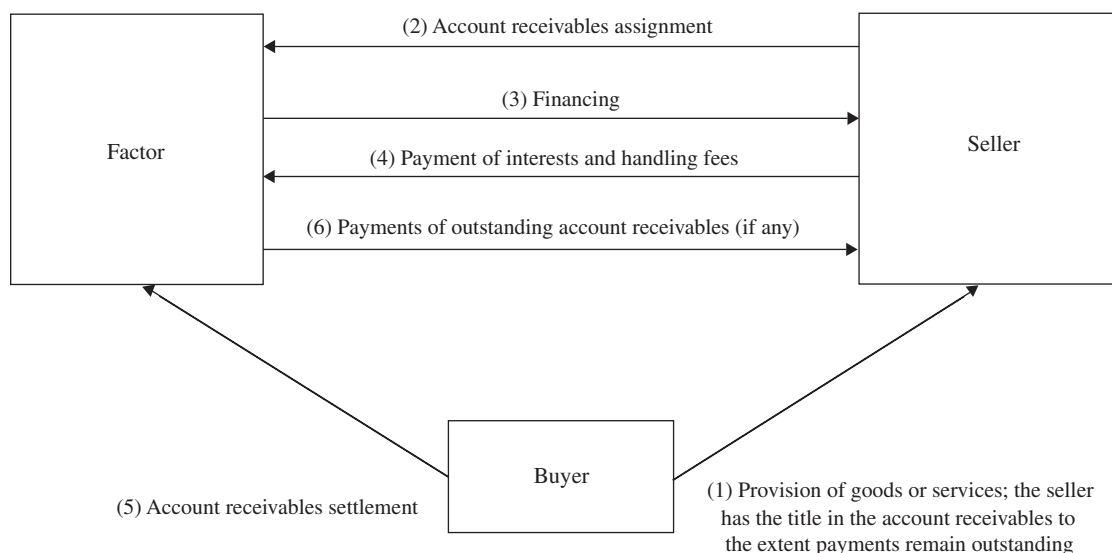 (2) Account receivables assignment
(3) Financing
Factor
Seller
(4) Payment of interests and handling fees
(6) Payments of outstanding account receivables (if any)
Buyer
(5) Account receivables settlement
(1) Provision of goods or services; the seller
has the title in the account receivables to
the extent payments remain outstanding